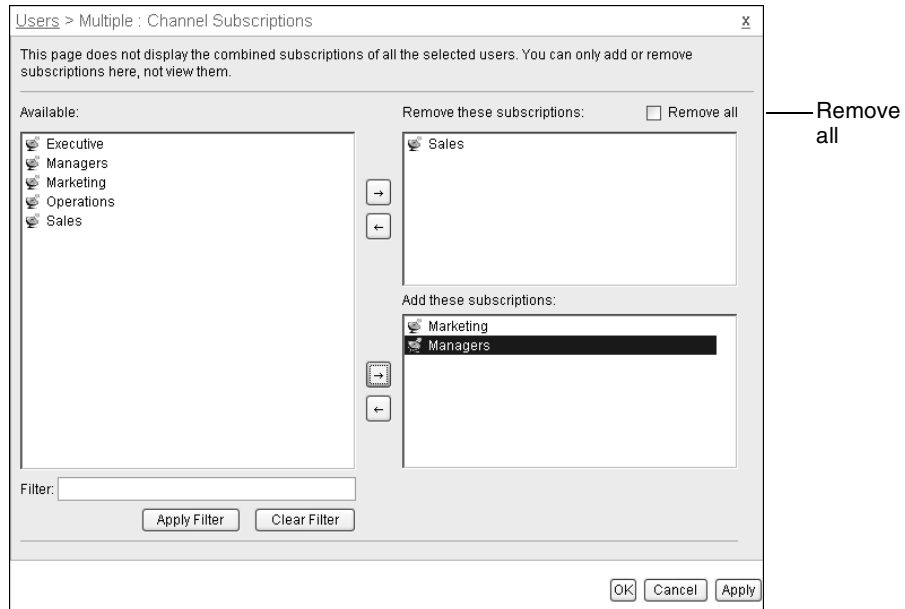 Users > Multiple : Channel Subscriptions x
This page does not display the combined subscriptions of all the selected users. You can only add or remove
subscriptions here, not view them.
Available:
Executive
Managers
Marketing
Operations
Sales
Filter:
Apply Filter Clear Filter
Remove these subscriptions: Remove all
Sales
→
←
Add these subscriptions:
Marketing
Managers
→
←
OK Cancel Apply
Remove
all